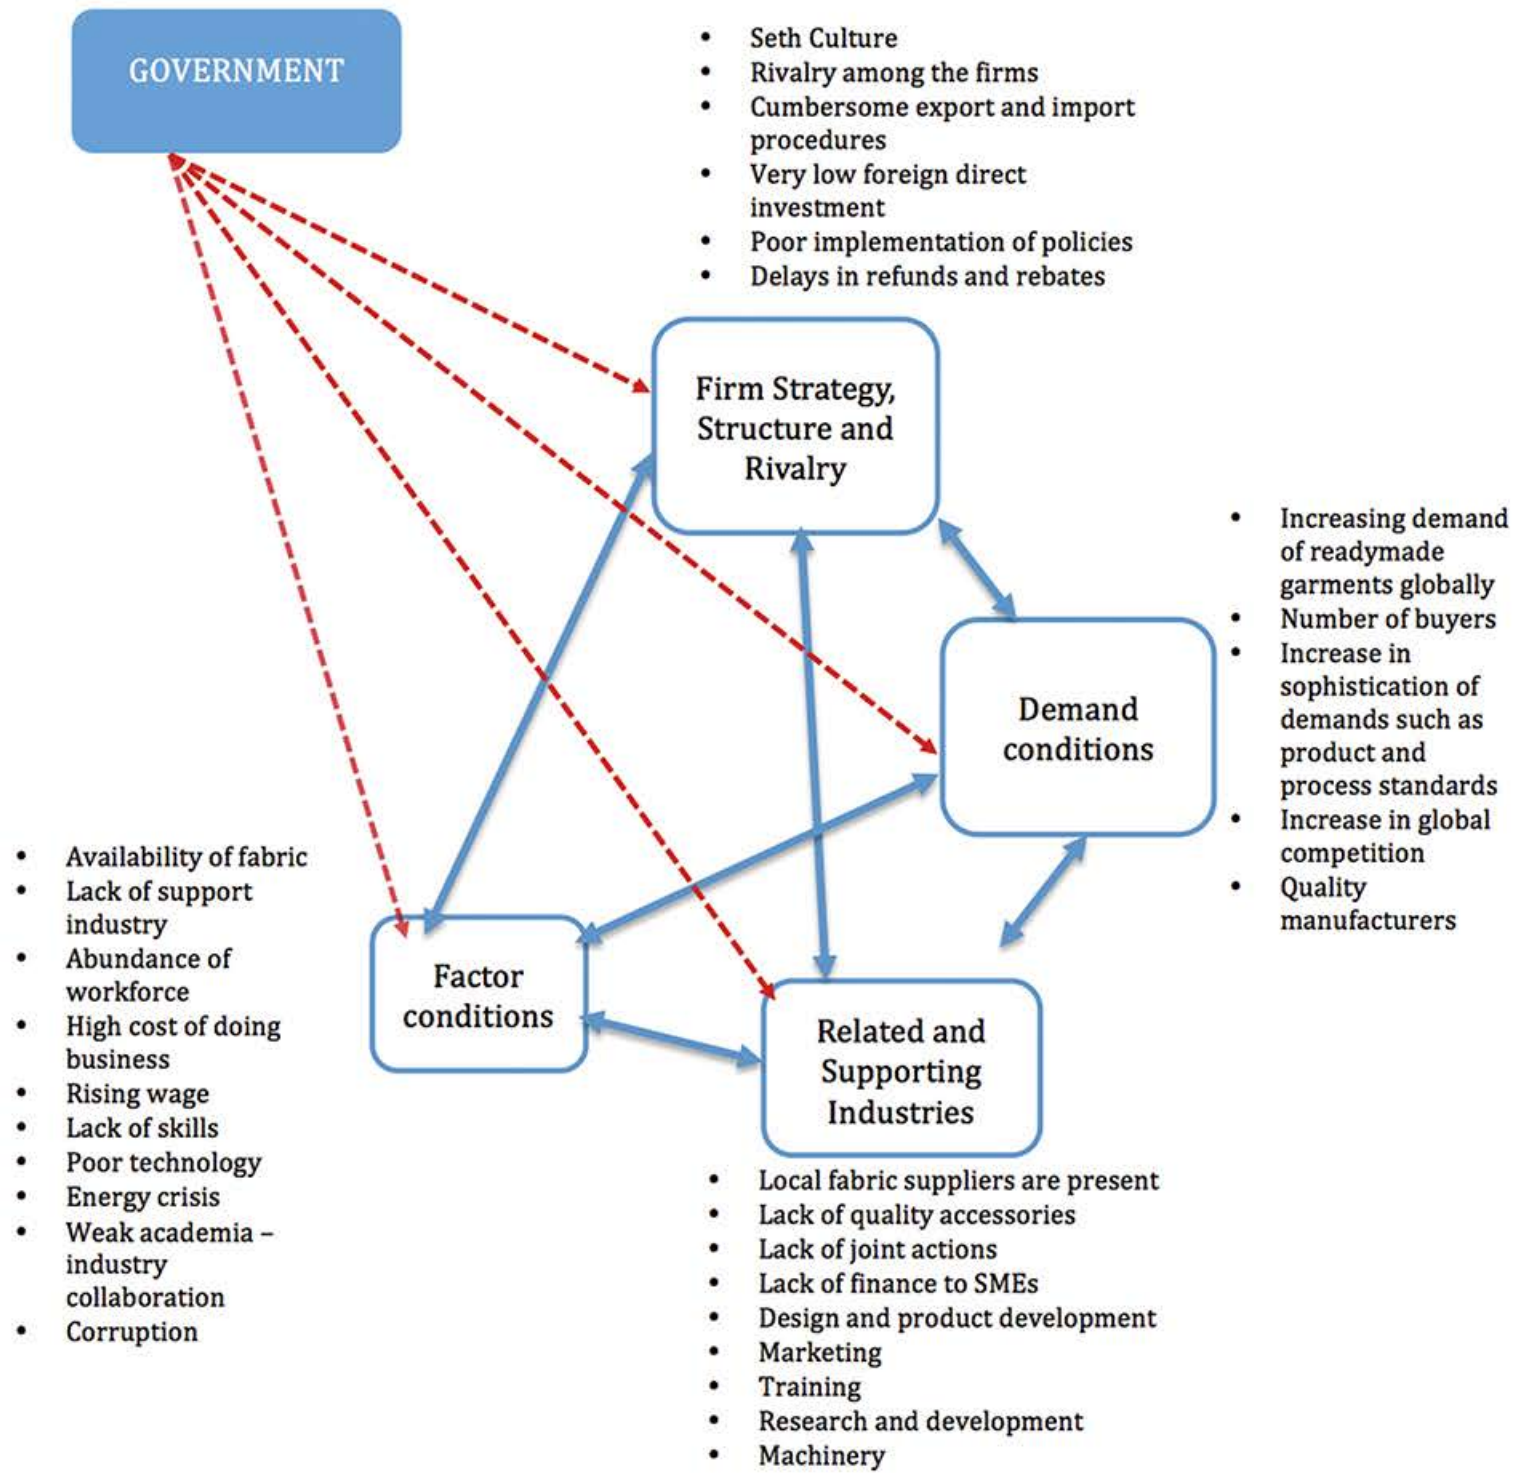 GOVERNMENT
• Seth Culture
• Rivalry among the firms
• Cumbersome export and import
procedures
• Very low foreign direct
investment
• Poor implementation of policies
• Delays in refunds and rebates
Firm Strategy,
Structure and
Rivalry
• Increasing demand
of readymade
garments globally
• Number of buyers
• Increase in
sophistication of
demands such as
product and
process standards
• Increase in global
competition
• Quality
manufacturers
Demand
conditions
• Availability of fabric
• Lack of support
industry
• Abundance of
workforce
• High cost of doing
business
• Rising wage
• Lack of skills
• Poor technology
• Energy crisis
• Weak academia –
industry
collaboration
• Corruption
Factor
conditions
Related and
Supporting
Industries
• Local fabric suppliers are present
• Lack of quality accessories
• Lack of joint actions
• Lack of finance to SMEs
• Design and product development
• Marketing
• Training
• Research and development
• Machinery